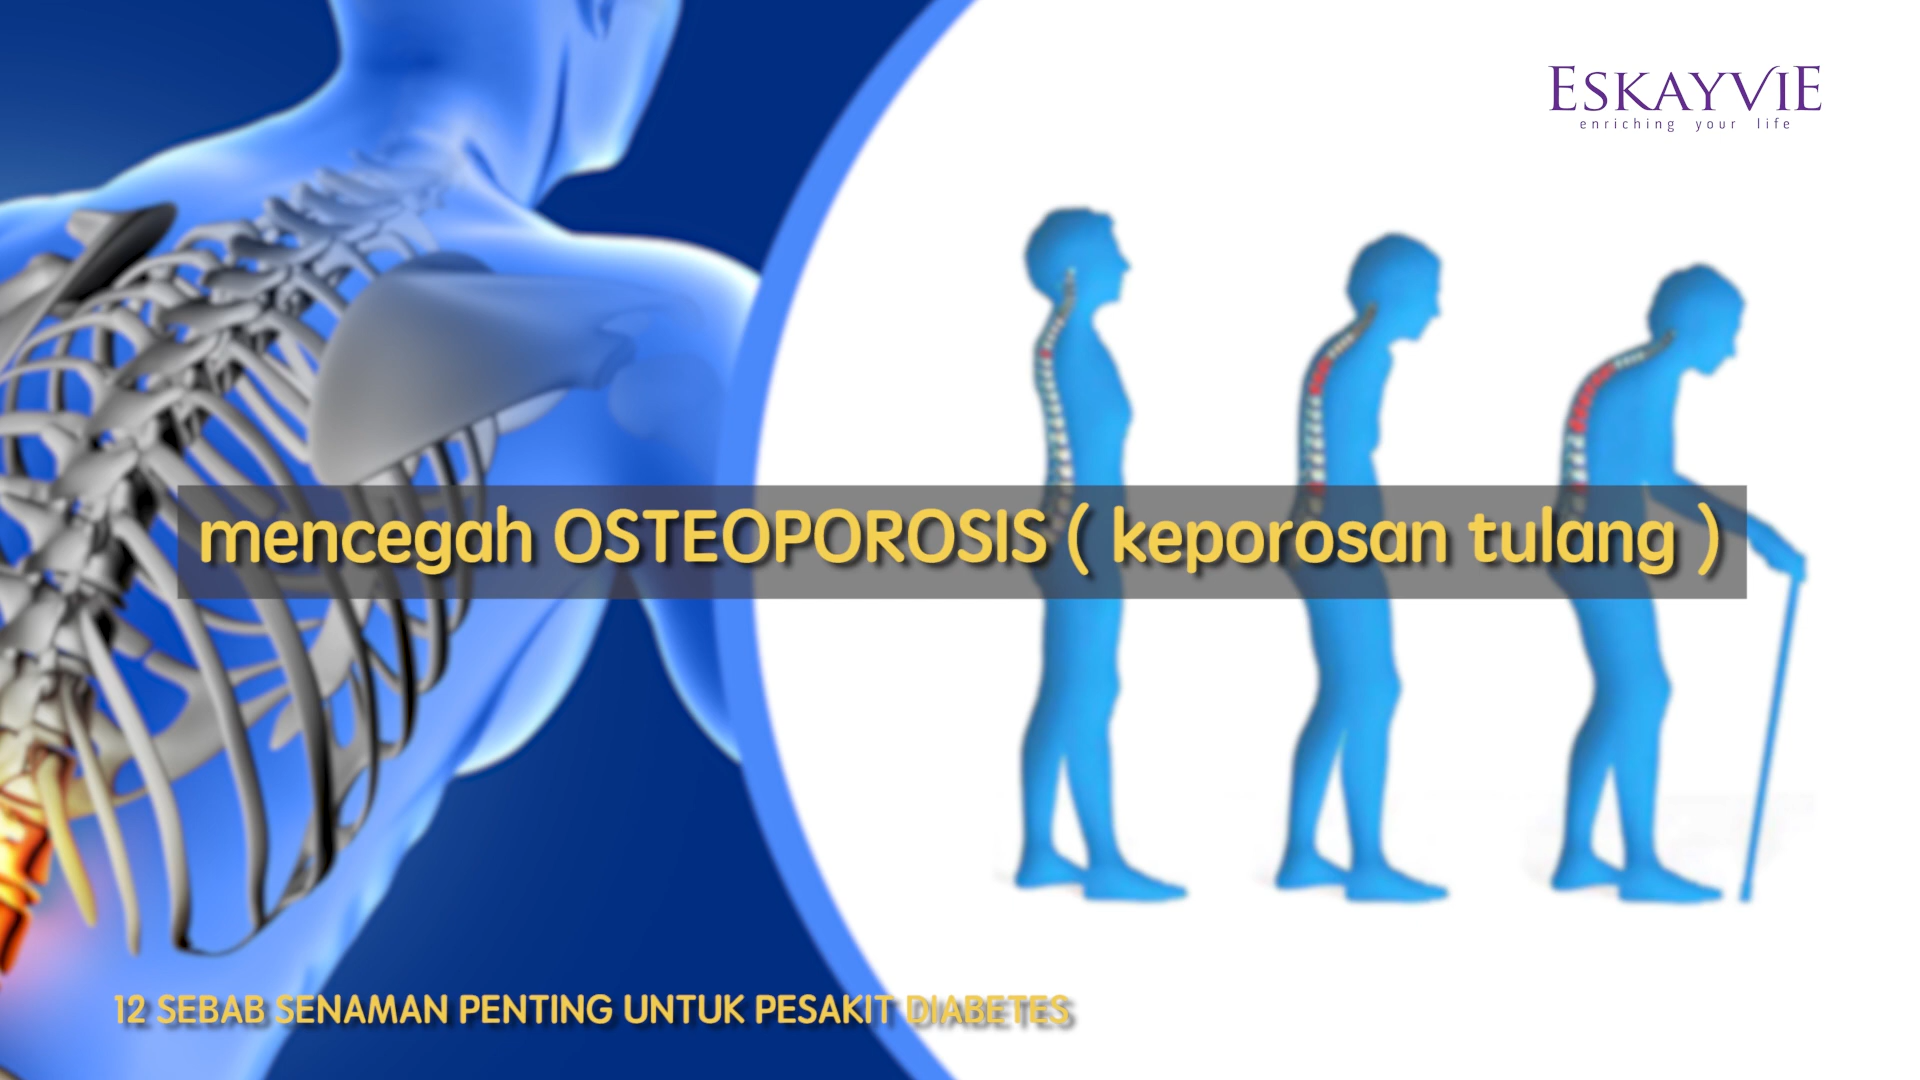 ESKAYVIE
enriching your life
mencegah OSTEOPOROSIS ( keporosan tulang )
12 SEBAB SENAMAN PENTING UNTUK PESAKIT DIABETES